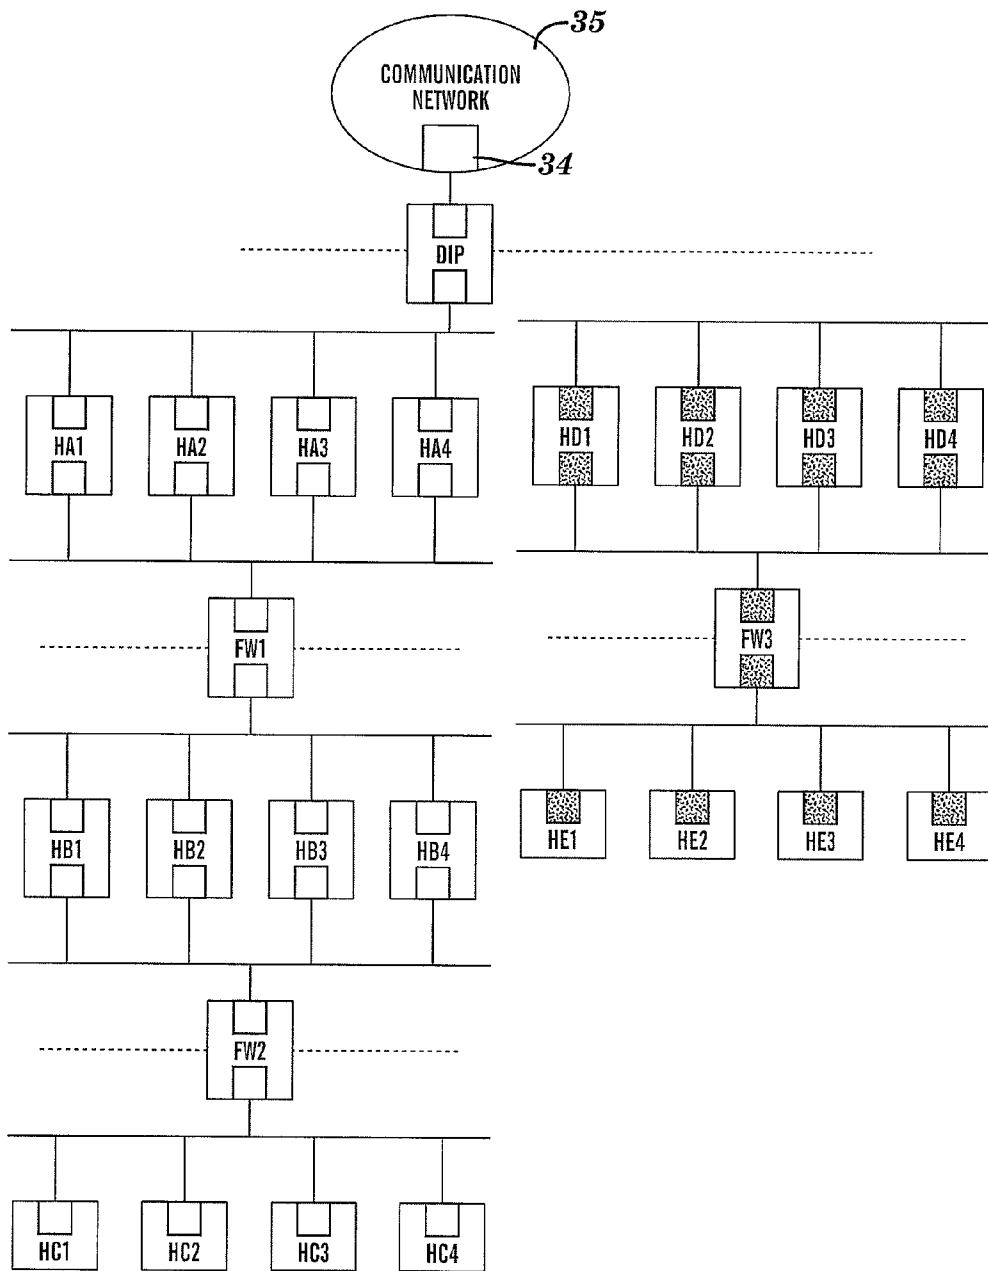 35
COMMUNICATION
NETWORK
34
DIP
HA1 HA2 HA3 HA4
HD1 HD2 HD3 HD4
FW1
FW3
HB1 HB2 HB3 HB4
HE1 HE2 HE3 HE4
FW2
HC1 HC2 HC3 HC4